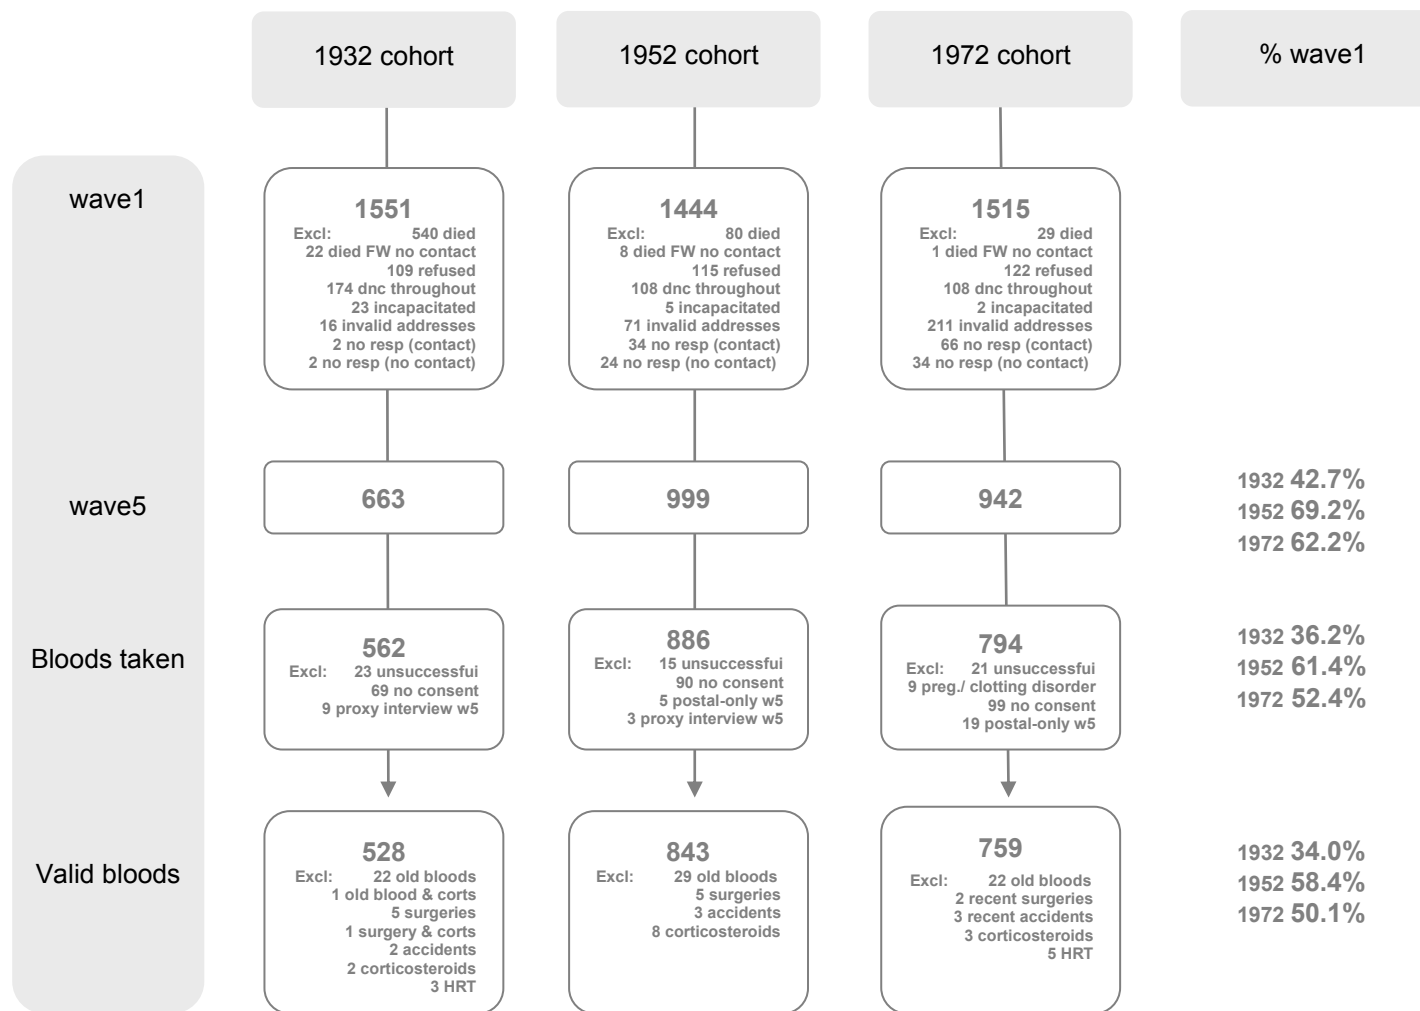 1932 cohort
1952 cohort
1972 cohort
% wave1
wave1
1551
Excl: 540 died
22 died FW no contact
109 refused
174 dnc throughout
23 incapacitated
16 invalid addresses
2 no resp (contact)
2 no resp (no contact)
1444
Excl: 80 died
8 died FW no contact
115 refused
108 dnc throughout
5 incapacitated
71 invalid addresses
34 no resp (contact)
24 no resp (no contact)
1515
Excl: 29 died
1 died FW no contact
122 refused
108 dnc throughout
2 incapacitated
211 invalid addresses
66 no resp (contact)
34 no resp (no contact)
wave5
663
999
942
1932 42.7%
1952 69.2%
1972 62.2%
Bloods taken
562
Excl: 23 unsuccessfui
69 no consent
9 proxy interview w5
886
Excl: 15 unsuccessfui
90 no consent
5 postal-only w5
3 proxy interview w5
794
Excl: 21 unsuccessfui
9 preg./ clotting disorder
99 no consent
19 postal-only w5
1932 36.2%
1952 61.4%
1972 52.4%
Valid bloods
528
Excl: 22 old bloods
1 old blood & corts
5 surgeries
1 surgery & corts
2 accidents
2 corticosteroids
3 HRT
843
Excl: 29 old bloods
5 surgeries
3 accidents
8 corticosteroids
759
Excl: 22 old bloods
2 recent surgeries
3 recent accidents
3 corticosteroids
5 HRT
1932 34.0%
1952 58.4%
1972 50.1%